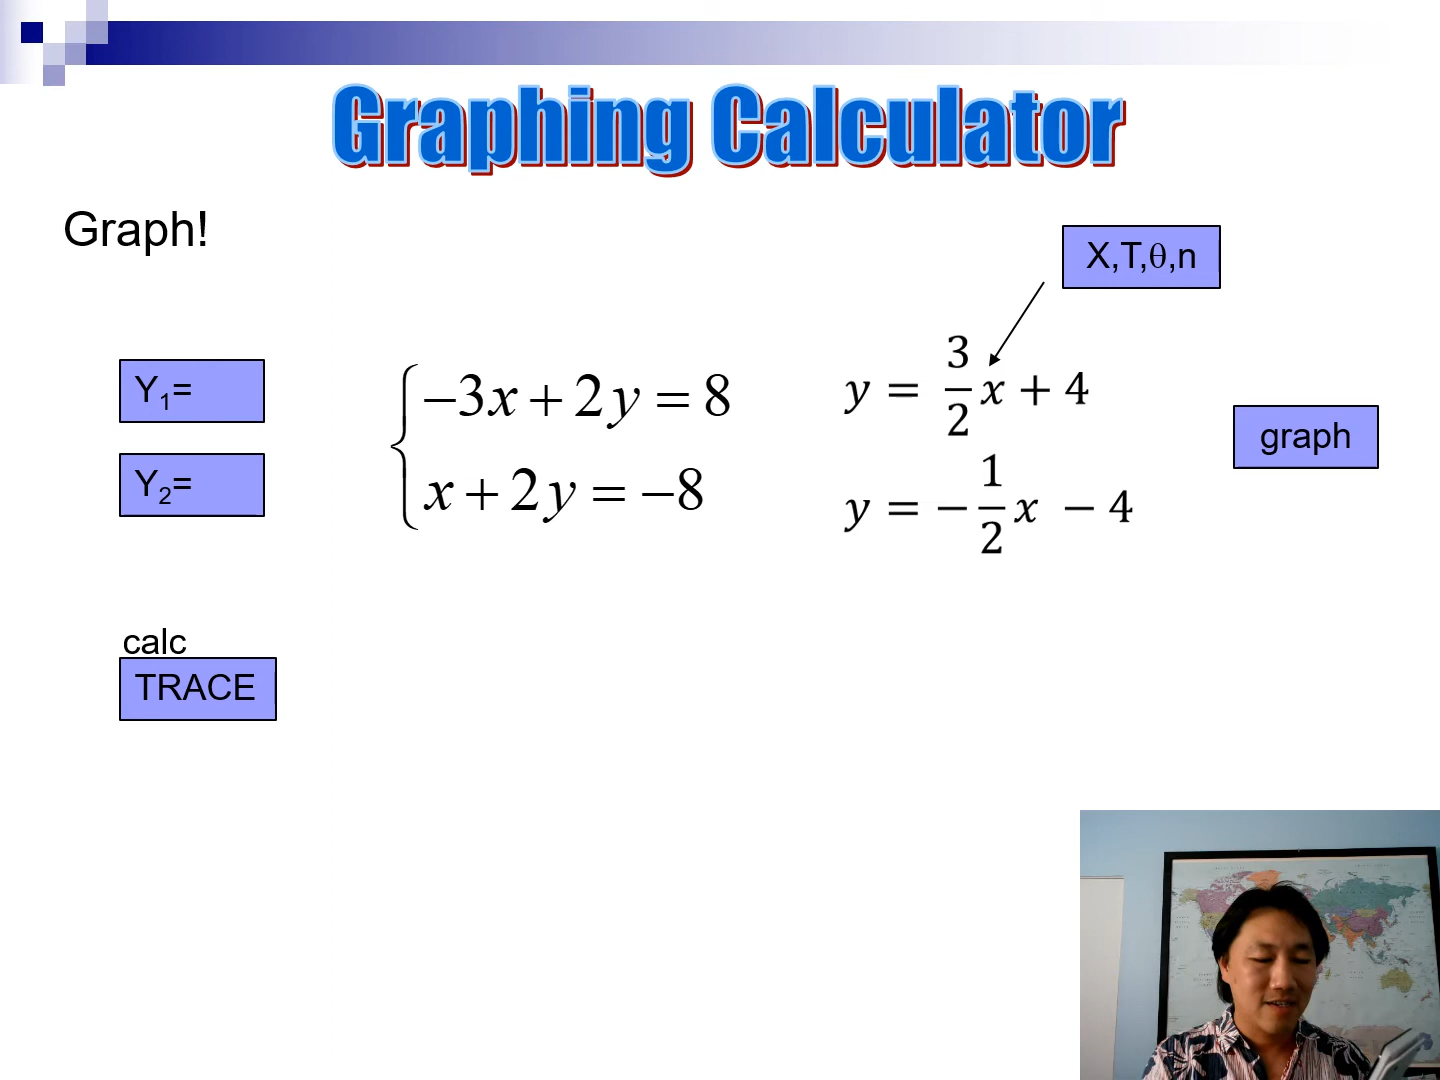 Graphing Calculator
Graph!
X,T,θ,n
Y₁=
Y₂=
−3x + 2y = 8
x + 2y = −8
y = 3/2 x + 4
y = −1/2 x − 4
graph
calc
TRACE